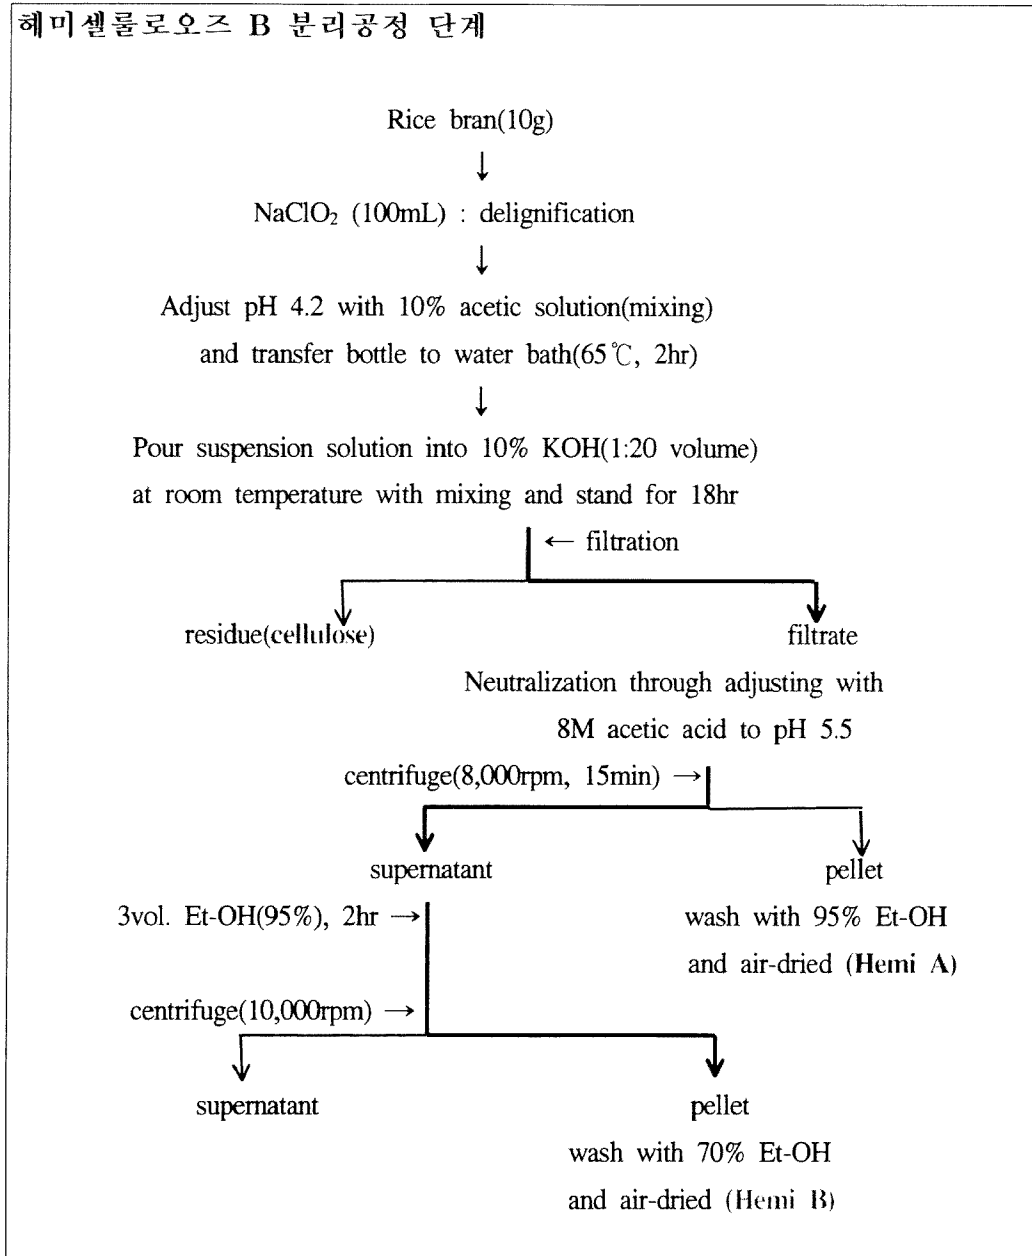 헤미셀룰로오즈 B 분리공정 단계
Rice bran(10g)
↓
NaClO₂ (100mL) : delignification
↓
Adjust pH 4.2 with 10% acetic solution(mixing)
and transfer bottle to water bath(65℃, 2hr)
↓
Pour suspension solution into 10% KOH(1:20 volume)
at room temperature with mixing and stand for 18hr
← filtration
residue(cellulose) filtrate
Neutralization through adjusting with
8M acetic acid to pH 5.5
centrifuge(8,000rpm, 15min) →
supernatant pellet
3vol. Et-OH(95%), 2hr → wash with 95% Et-OH
and air-dried (Hemi A)
centrifuge(10,000rpm) →
supernatant pellet
wash with 70% Et-OH
and air-dried (Hemi B)